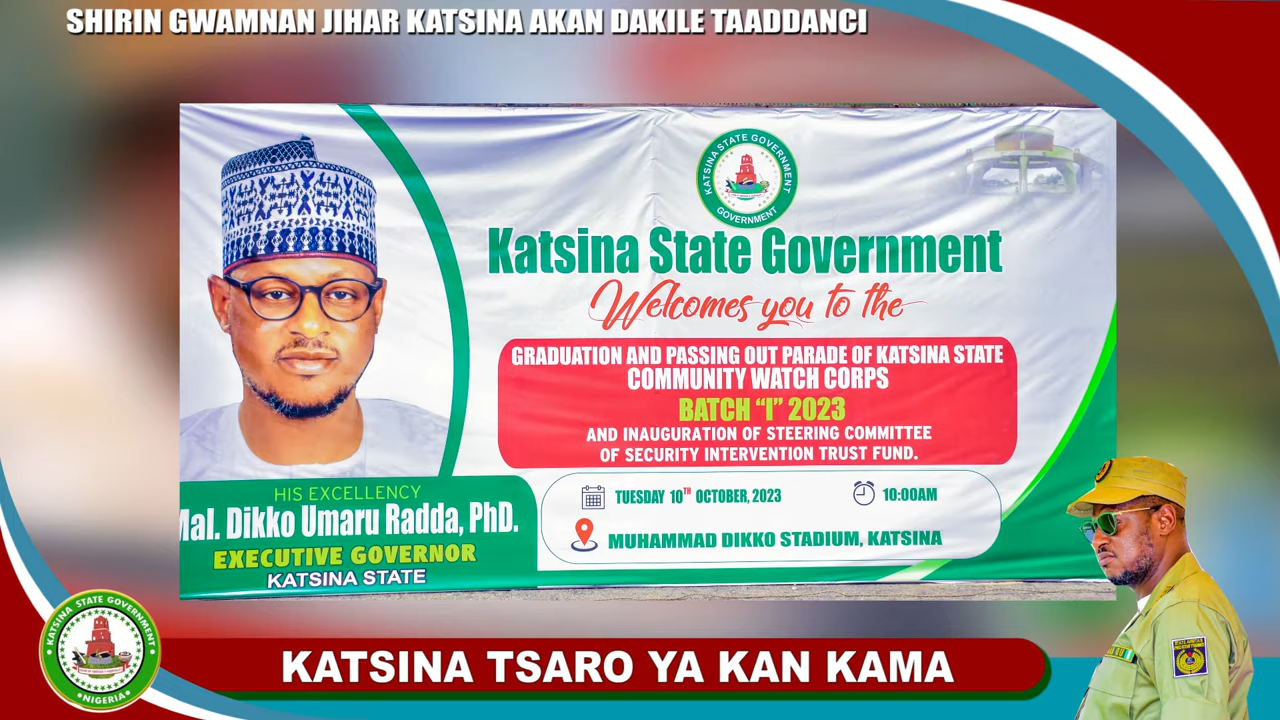 SHIRIN GWAMNAN JIHAR KATSINA AKAN DAKILE TAADDANCI
KATSINA STATE GOVERNMENT
GOVERNMENT
Katsina State Government
Welcomes you to the
GRADUATION AND PASSING OUT PARADE OF KATSINA STATE
COMMUNITY WATCH CORPS
BATCH “I” 2023
AND INAUGURATION OF STEERING COMMITTEE
OF SECURITY INTERVENTION TRUST FUND.
TUESDAY 10TH OCTOBER, 2023
10:00AM
MUHAMMAD DIKKO STADIUM, KATSINA
HIS EXCELLENCY
Mal. Dikko Umaru Radda, PhD.
EXECUTIVE GOVERNOR
KATSINA STATE
KATSINA STATE GOVERNMENT
NIGERIA
KATSINA TSARO YA KAN KAMA